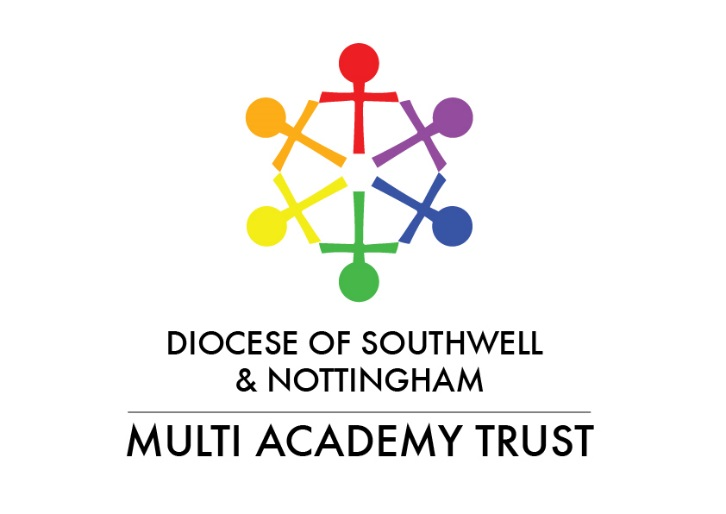 DIOCESE OF SOUTHWELL
& NOTTINGHAM
MULTI ACADEMY TRUST